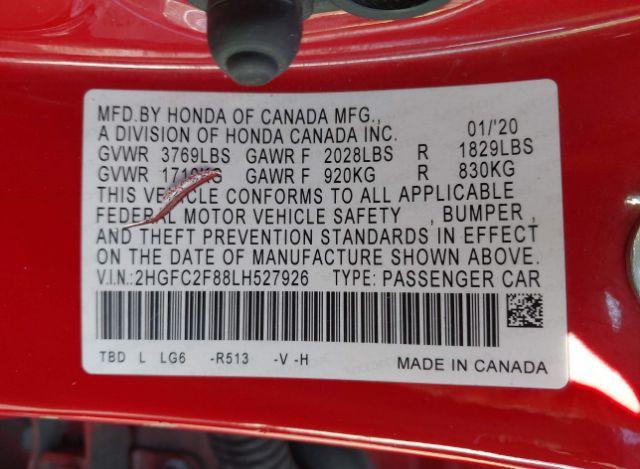 MFD.BY HONDA OF CANADA MFG.,
A DIVISION OF HONDA CANADA INC. 01/'20
GVWR 3769LBS GAWR F 2028LBS R 1829LBS
GVWR GAWR F 920KG R 830KG
THIS VEHICLE CONFORMS TO ALL APPLICABLE
FEDERAL MOTOR VEHICLE SAFETY , BUMPER ,
AND THEFT PREVENTION STANDARDS IN EFFECT
ON THE DATE OF MANUFACTURE SHOWN ABOVE.
V.I.N.:2HGFC2F88LH527926 TYPE: PASSENGER CAR
TBD L LG6 -R513 -V -H
MADE IN CANADA